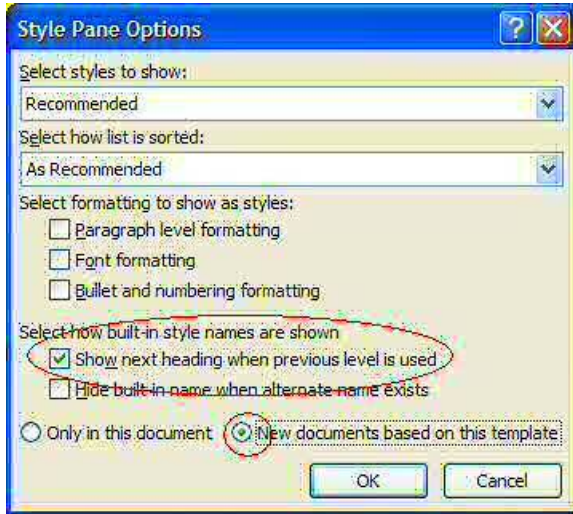 Style Pane Options
Select styles to show:
Recommended
Select how list is sorted:
As Recommended
Select formatting to show as styles:
Paragraph level formatting
Font formatting
Bullet and numbering formatting
Select how built-in style names are shown
Show next heading when previous level is used
Hide built-in name when alternate name exists
Only in this document New documents based on this template
OK Cancel